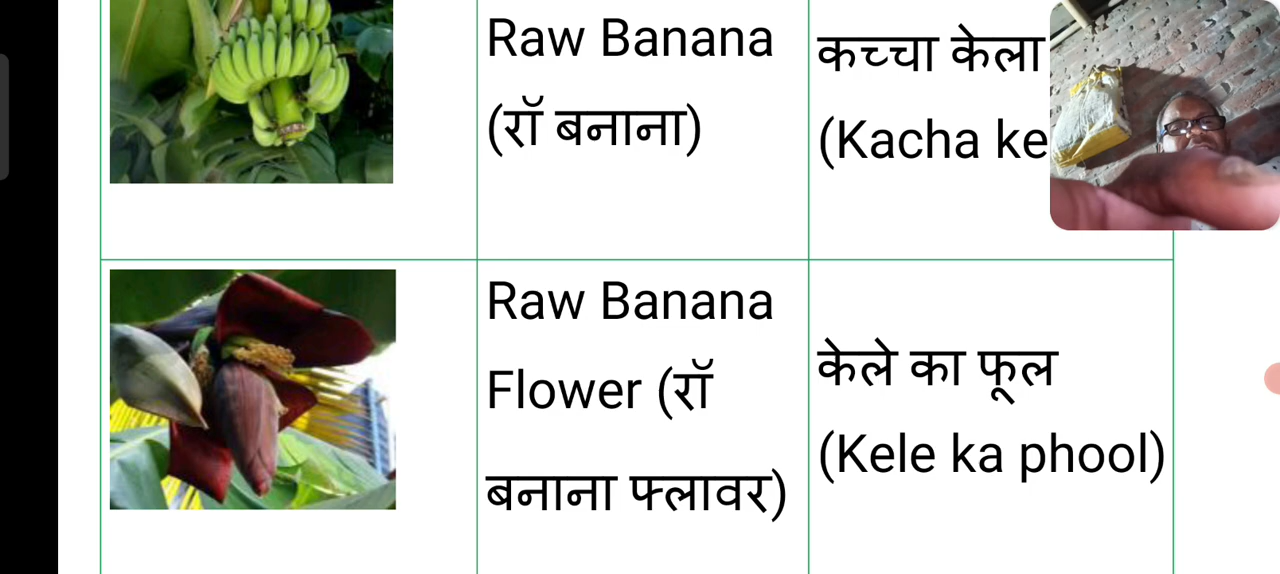 Raw Banana
(रॉ बनाना)
कच्चा केला
(Kacha ke
Raw Banana
Flower (रॉ
बनाना फ्लावर)
केले का फूल
(Kele ka phool)